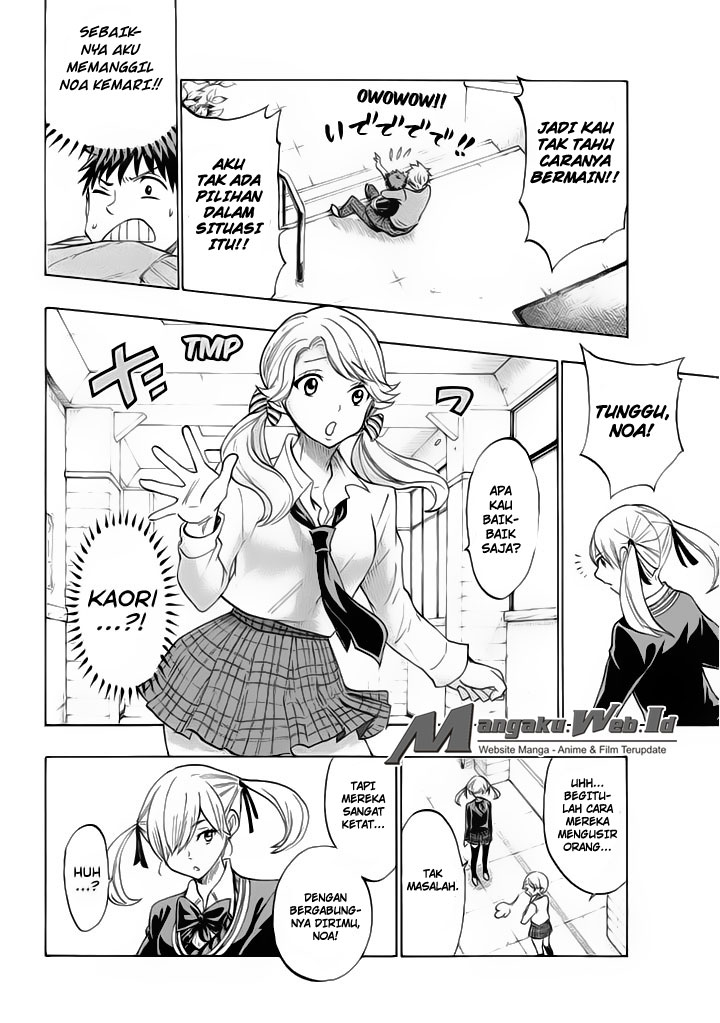 JADI KAU
TAK TAHU
CARANYA
BERMAIN!!
OWOWOW!!
いででででで!!
AKU
TAK ADA
PILIHAN
DALAM
SITUASI
ITU!!
SEBAIK-
NYA AKU
MEMANGGIL
NOA KEMARI!!
TUNGGU,
NOA!
APA
KAU
BAIK-
BAIK
SAJA?
TMP
KAORI
...?!
Mangaku.Web.Id
Website Manga - Anime & Film Terupdate
UHH...
BEGITU-
LAH CARA
MEREKA
MENGUSIR
ORANG...
TAK
MASALAH.
TAPI
MEREKA
SANGAT
KETAT...
DENGAN
BERGABUNG-
NYA DIRIMU,
NOA!
HUH
...?